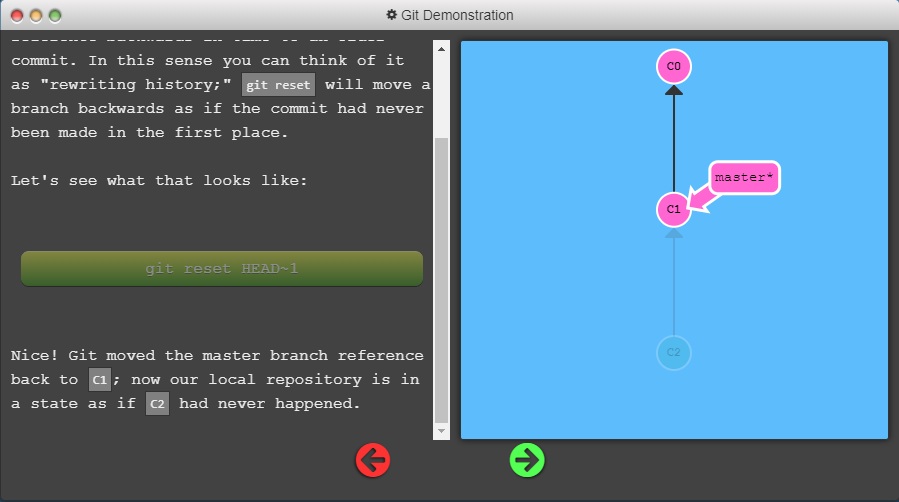 Git Demonstration
commit. In this sense you can think of it
as "rewriting history;" git reset will move a
branch backwards as if the commit had never
been made in the first place.
Let's see what that looks like:
git reset HEAD~1
Nice! Git moved the master branch reference
back to C1; now our local repository is in
a state as if C2 had never happened.
C0
master*
C1
C2